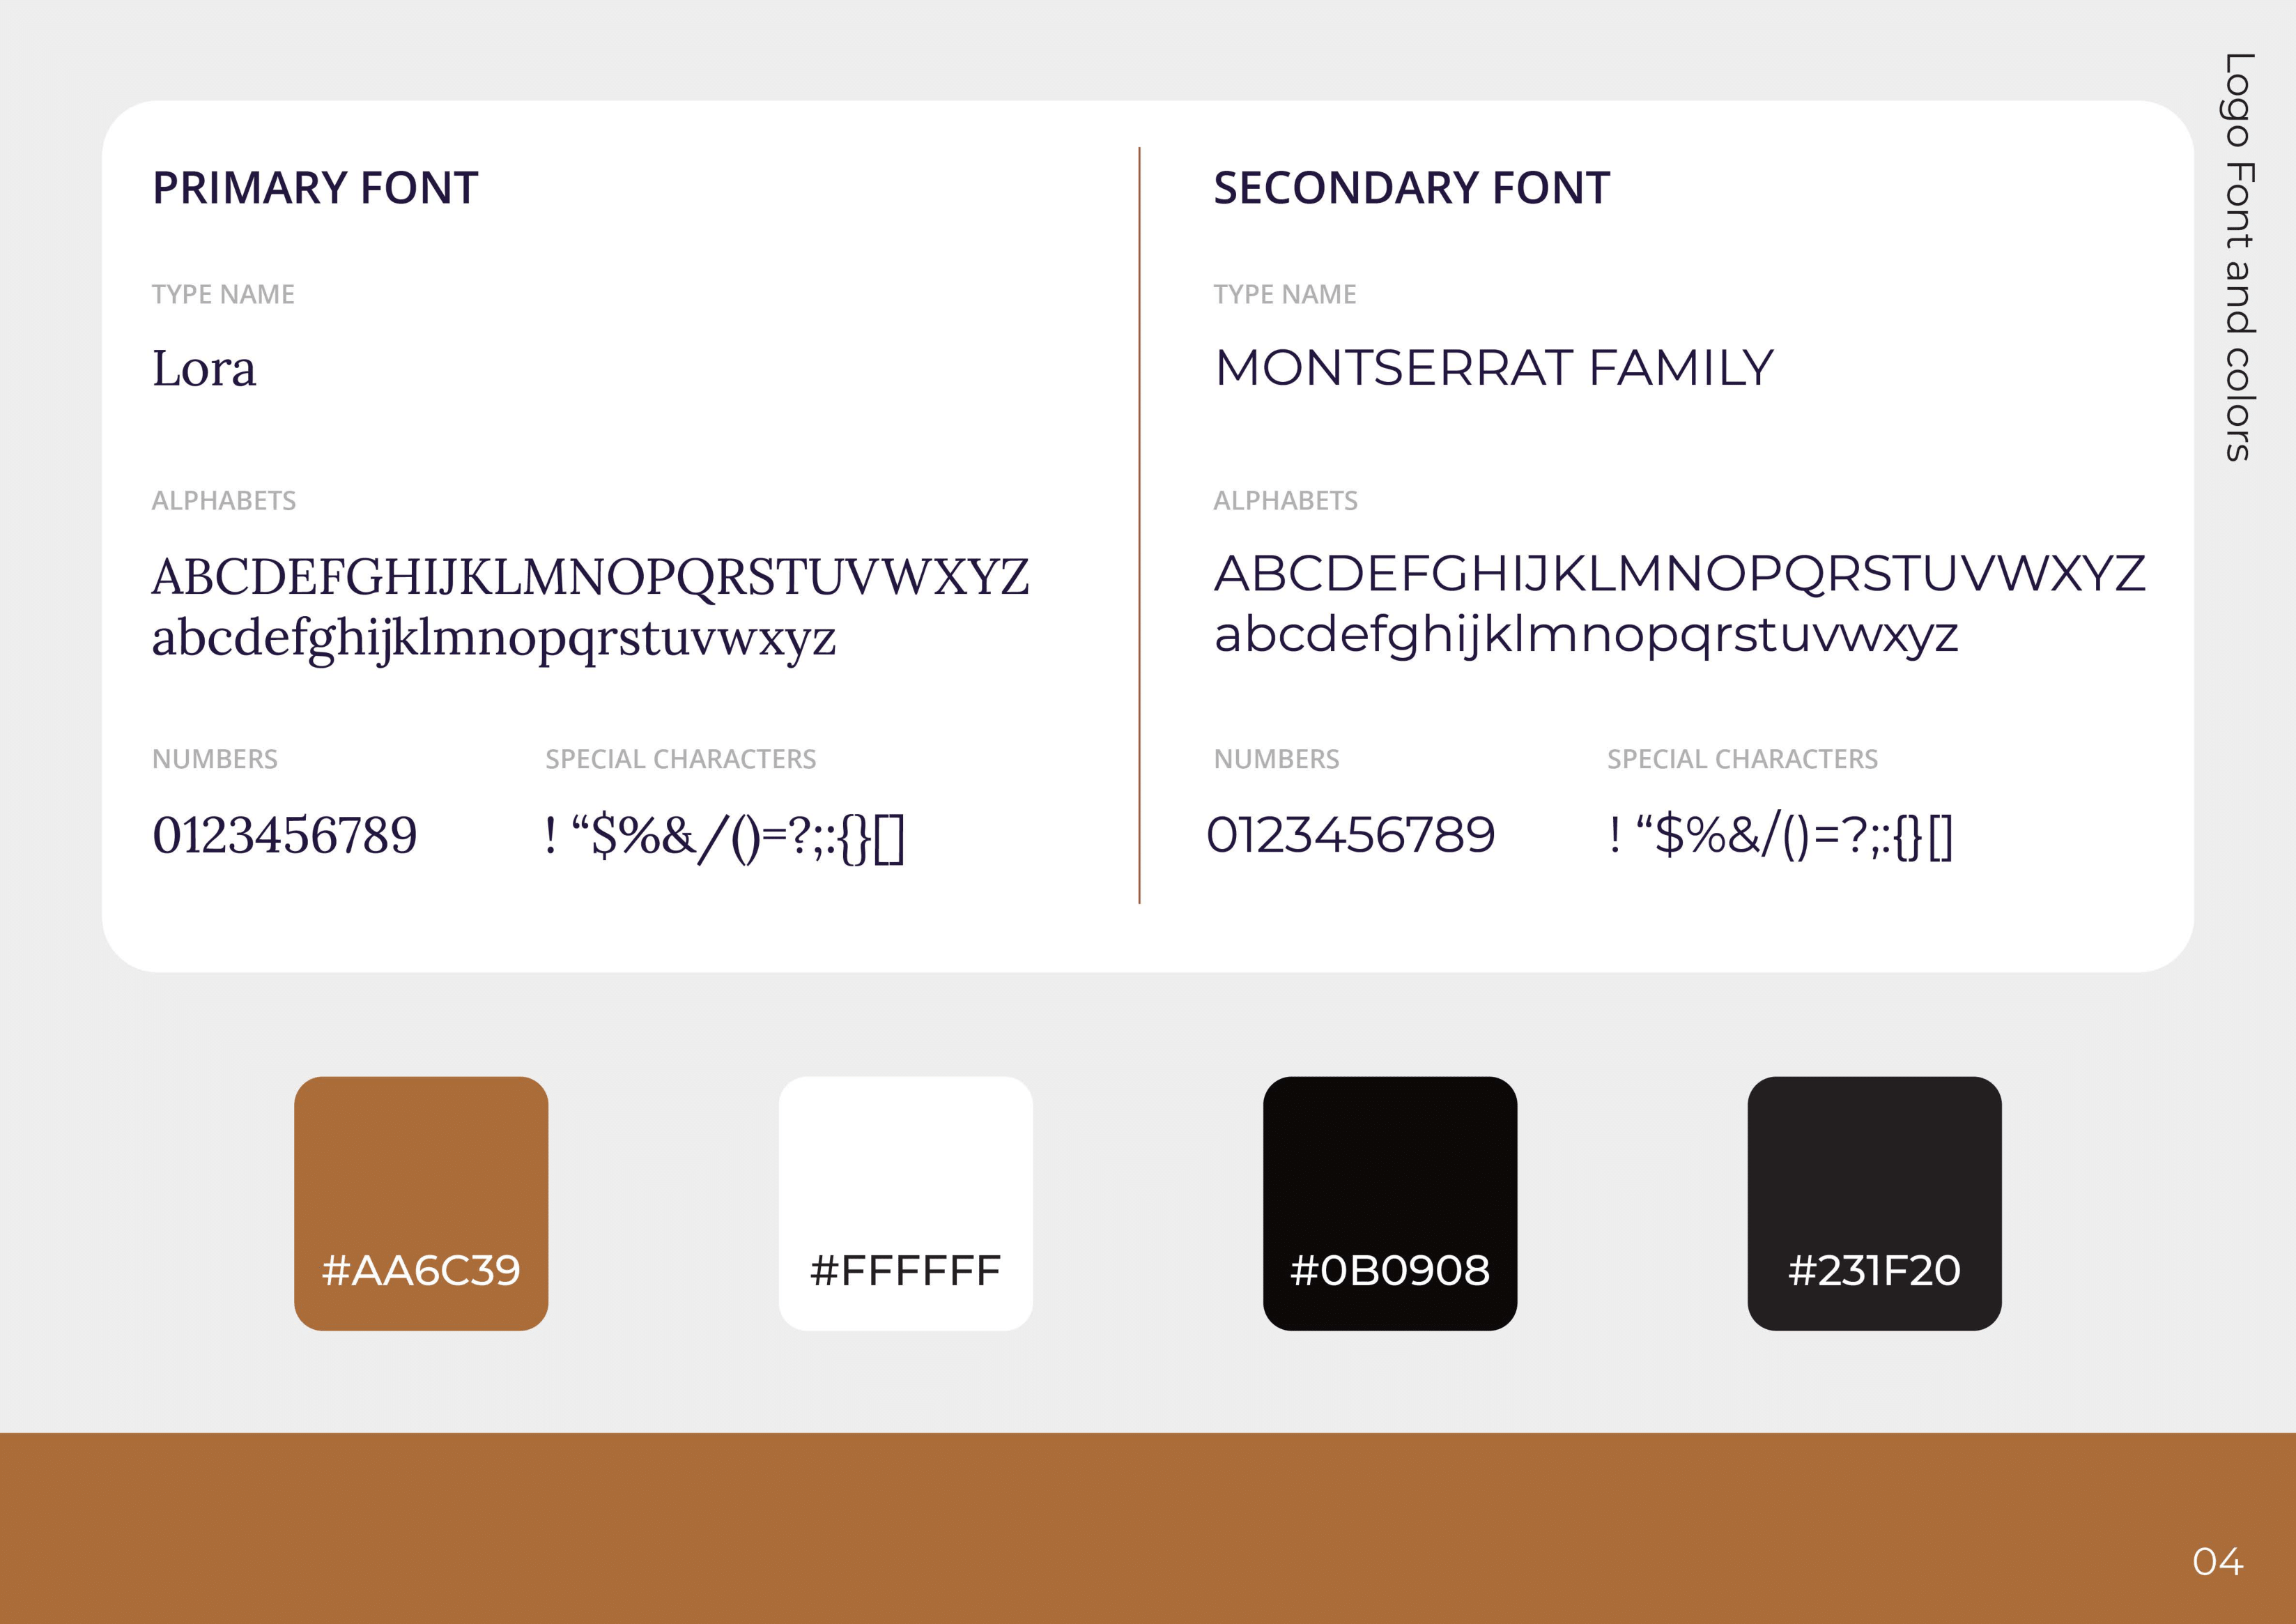 Logo Font and colors
PRIMARY FONT
TYPE NAME
Lora
ALPHABETS
ABCDEFGHIJKLMNOPQRSTUVWXYZ
abcdefghijklmnopqrstuvwxyz
NUMBERS
0123456789
SPECIAL CHARACTERS
! “$%&/()=?;:{}[]
SECONDARY FONT
TYPE NAME
MONTSERRAT FAMILY
ALPHABETS
ABCDEFGHIJKLMNOPQRSTUVWXYZ
abcdefghijklmnopqrstuvwxyz
NUMBERS
0123456789
SPECIAL CHARACTERS
! “$%&/()=?;:{}[]
#AA6C39
#FFFFFF
#0B0908
#231F20
04